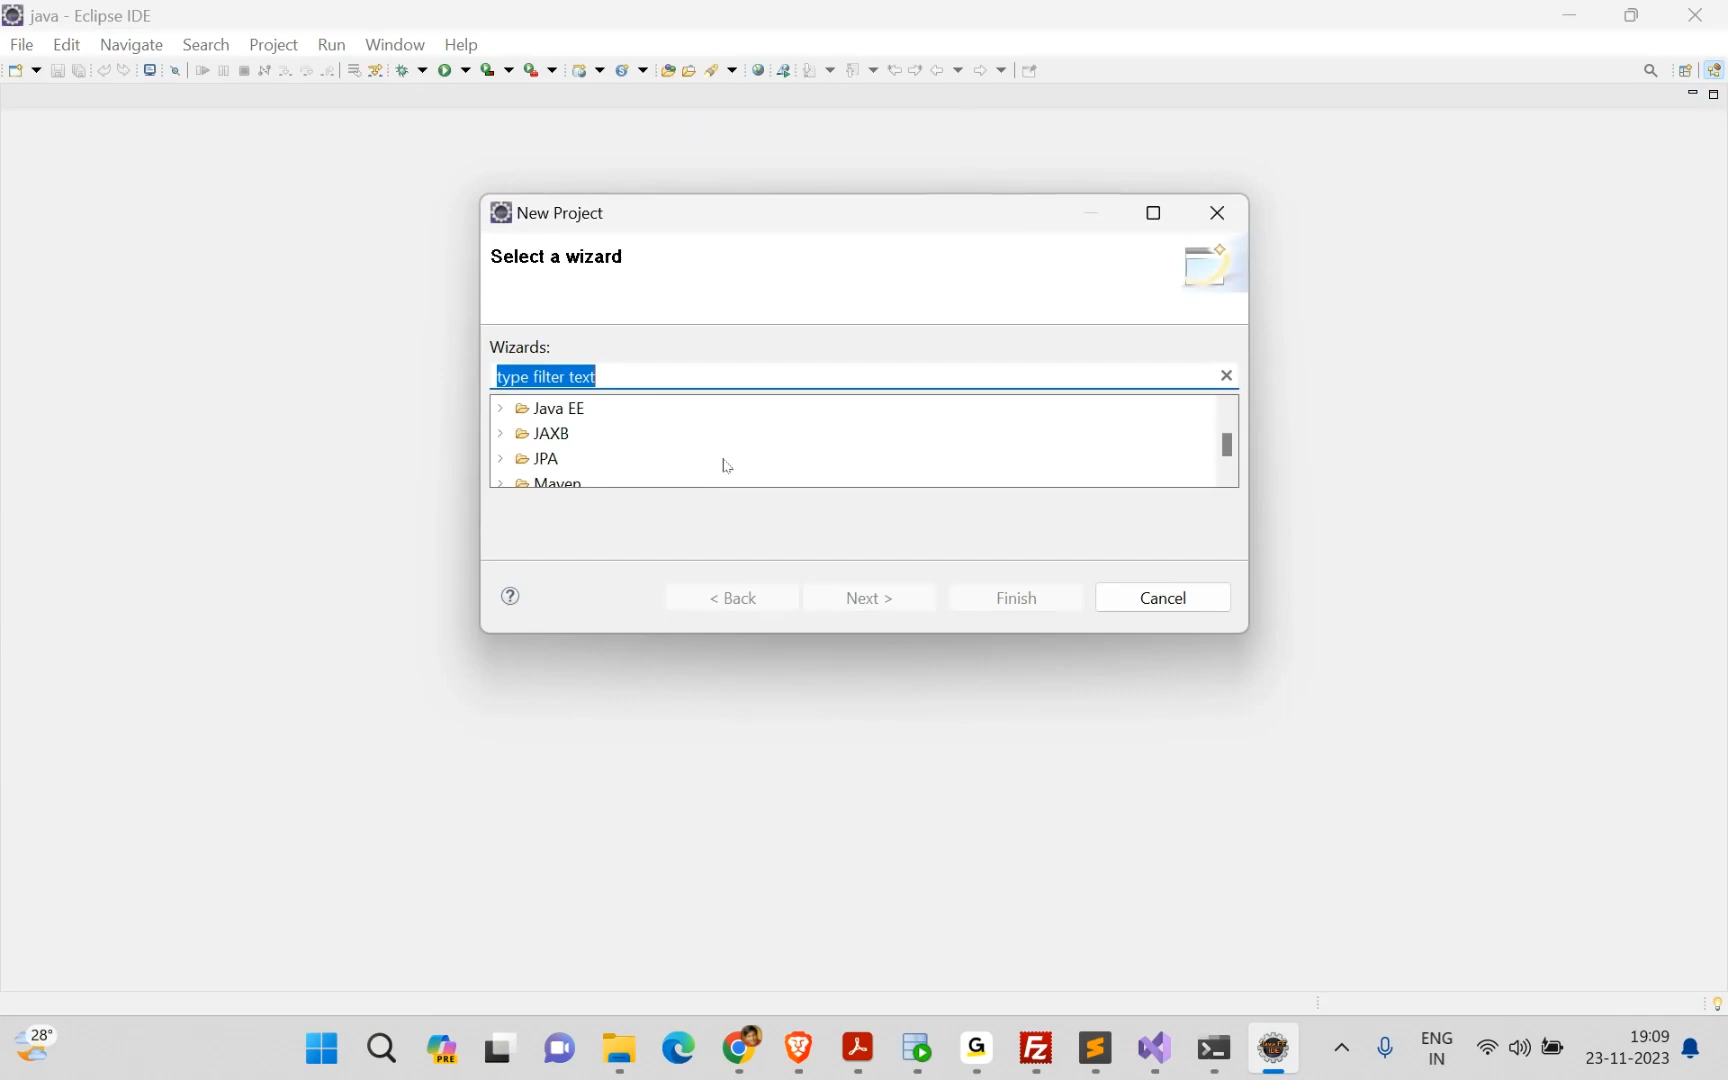 java - Eclipse IDE
File Edit Navigate Search Project Run Window Help
New Project
Select a wizard
Wizards:
type filter text
Java EE
JAXB
JPA
Maven
< Back Next > Finish Cancel
28°
PRE
ENG
IN
19:09
23-11-2023